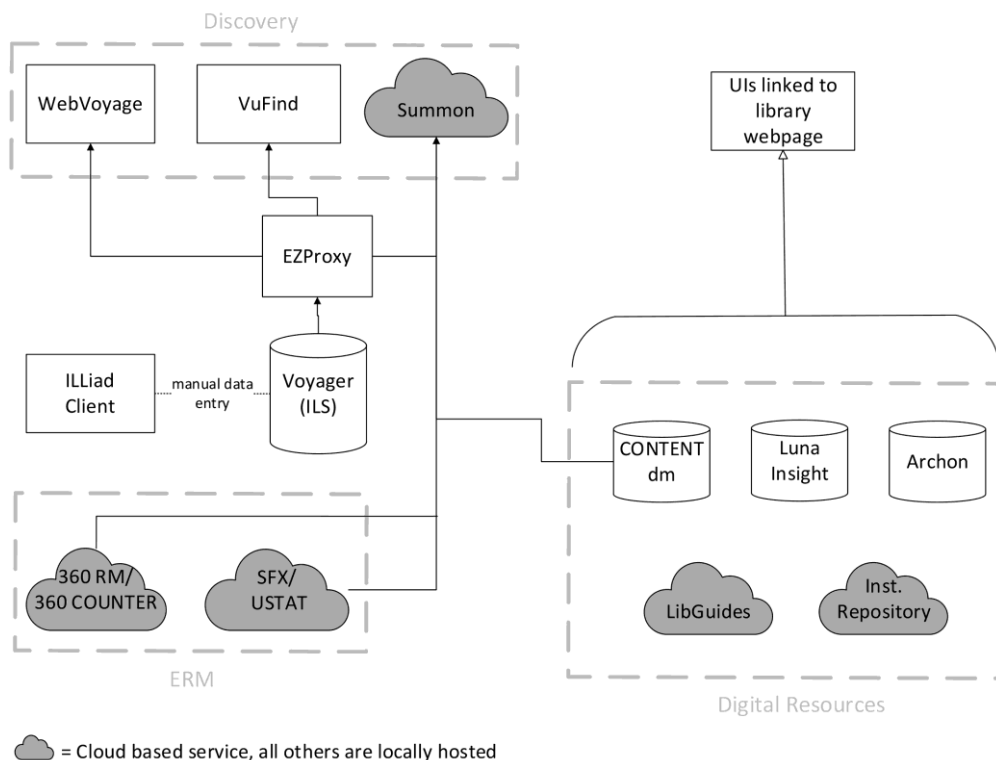 Discovery
WebVoyage
VuFind
Summon
UIs linked to
library
webpage
EZProxy
ILLiad
Client
manual data
entry
Voyager
(ILS)
CONTENT
dm
Luna
Insight
Archon
360 RM/
360 COUNTER
SFX/
USTAT
LibGuides
Inst.
Repository
ERM
Digital Resources
= Cloud based service, all others are locally hosted